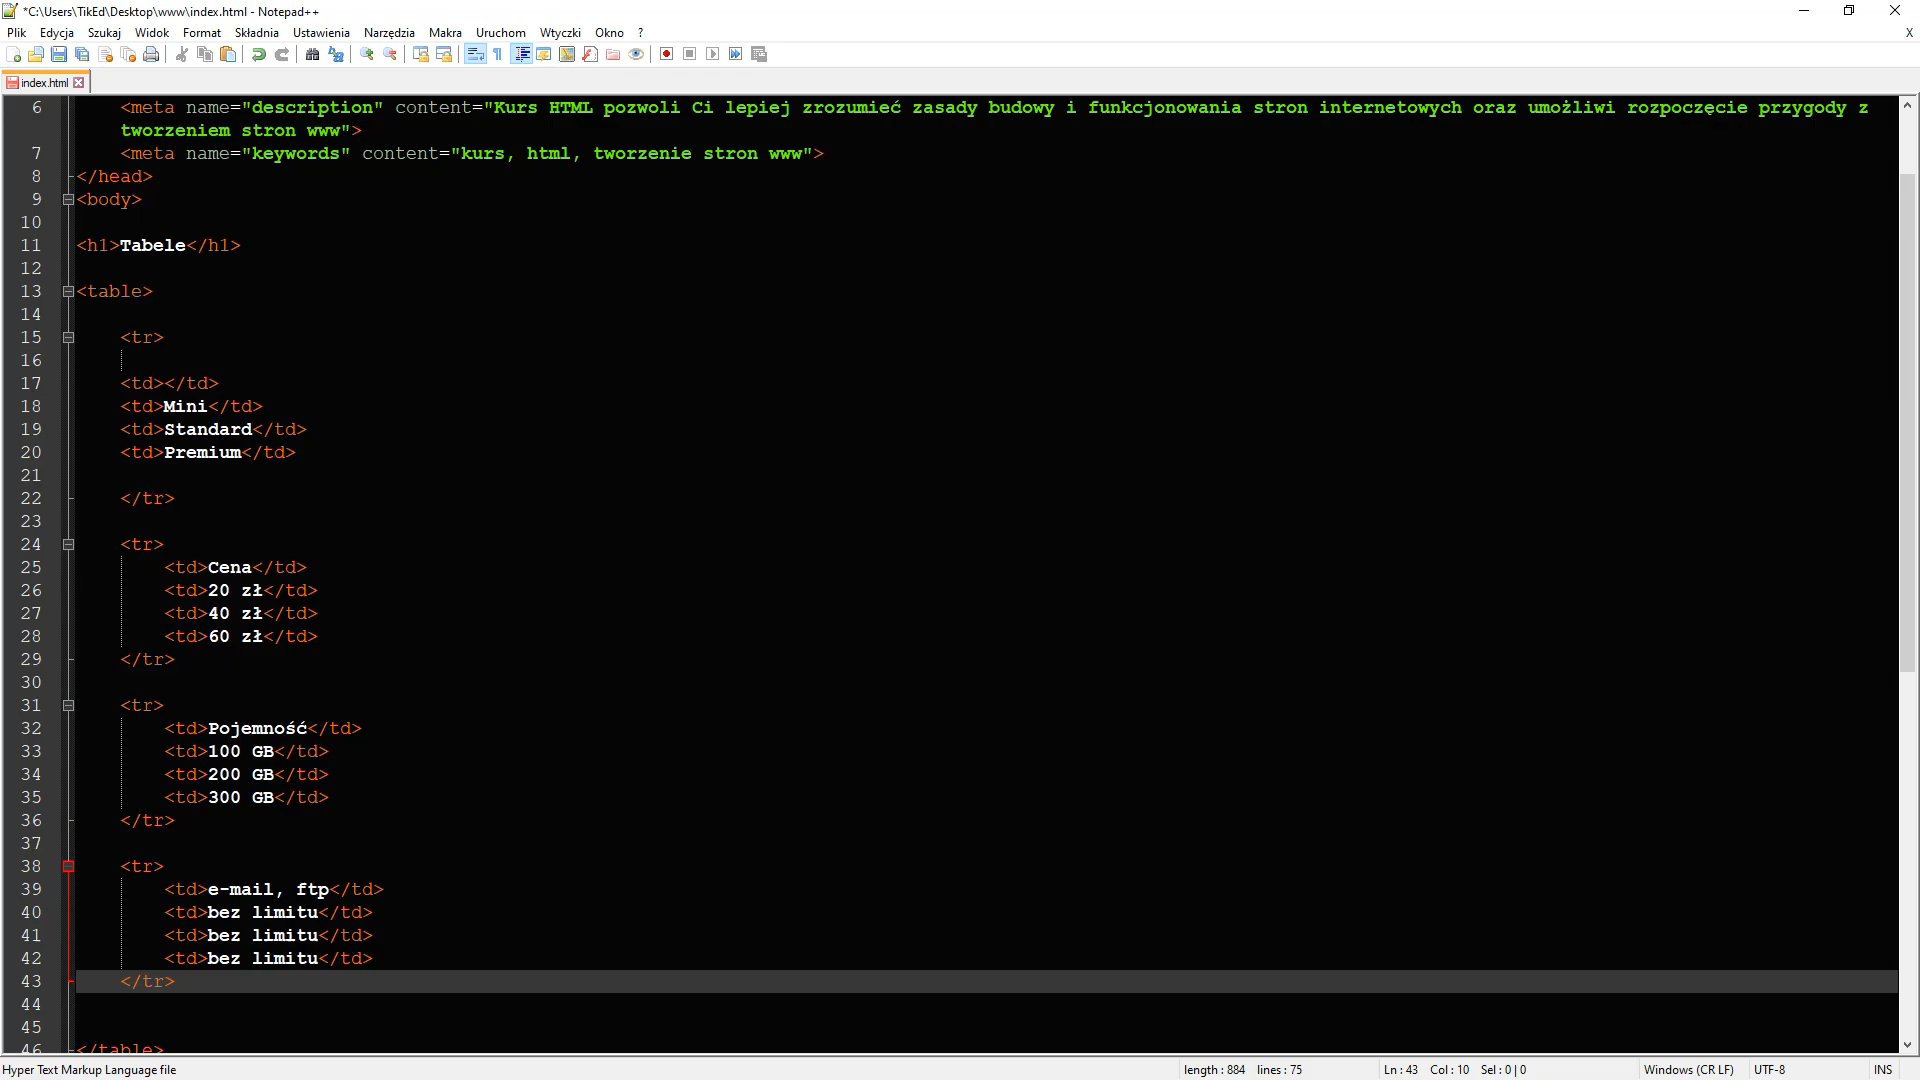 *C:\Users\TikEd\Desktop\www\index.html - Notepad++
Plik Edycja Szukaj Widok Format Składnia Ustawienia Narzędzia Makra Uruchom Wtyczki Okno ? X
index.html
6 <meta name="description" content="Kurs HTML pozwoli Ci lepiej zrozumieć zasady budowy i funkcjonowania stron internetowych oraz umożliwi rozpoczęcie przygody z
tworzeniem stron www">
7 <meta name="keywords" content="kurs, html, tworzenie stron www">
8 </head>
9 <body>
10
11 <h1>Tabele</h1>
12
13 <table>
14
15 <tr>
16
17 <td></td>
18 <td>Mini</td>
19 <td>Standard</td>
20 <td>Premium</td>
21
22 </tr>
23
24 <tr>
25 <td>Cena</td>
26 <td>20 zł</td>
27 <td>40 zł</td>
28 <td>60 zł</td>
29 </tr>
30
31 <tr>
32 <td>Pojemność</td>
33 <td>100 GB</td>
34 <td>200 GB</td>
35 <td>300 GB</td>
36 </tr>
37
38 <tr>
39 <td>e-mail, ftp</td>
40 <td>bez limitu</td>
41 <td>bez limitu</td>
42 <td>bez limitu</td>
43 </tr>
44
45
46 </table>
Hyper Text Markup Language file length : 884 lines : 75 Ln : 43 Col : 10 Sel : 0 | 0 Windows (CR LF) UTF-8 INS